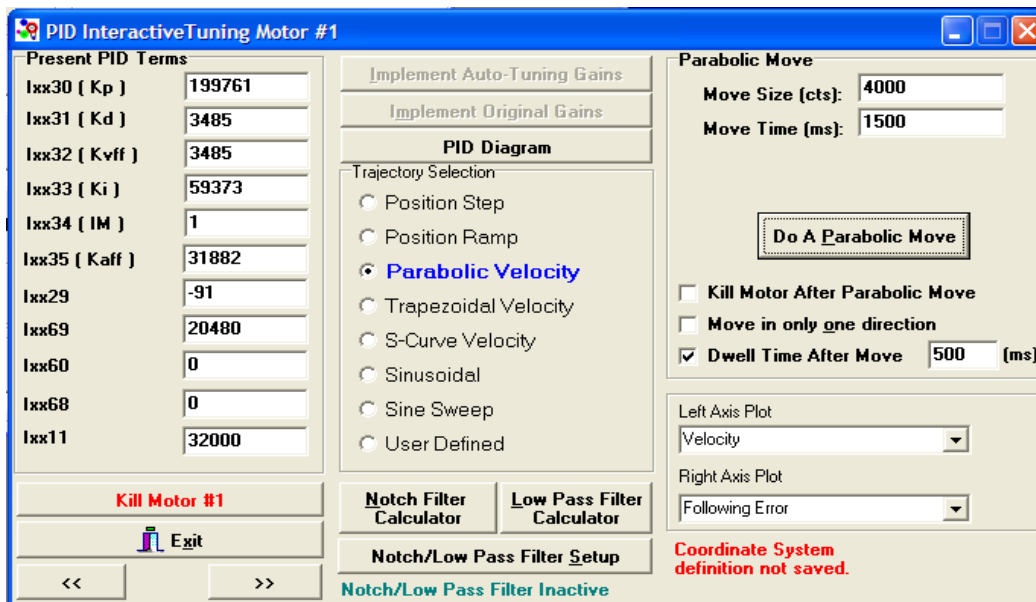 PID InteractiveTuning Motor #1
Present PID Terms
Ixx30 ( Kp ) 199761
Ixx31 ( Kd ) 3485
Ixx32 ( Kvff ) 3485
Ixx33 ( Ki ) 59373
Ixx34 ( IM ) 1
Ixx35 ( Kaff ) 31882
Ixx29 -91
Ixx69 20480
Ixx60 0
Ixx68 0
Ixx11 32000
Kill Motor #1
Exit
<< >>
Implement Auto-Tuning Gains
Implement Original Gains
PID Diagram
Trajectory Selection
Position Step
Position Ramp
Parabolic Velocity
Trapezoidal Velocity
S-Curve Velocity
Sinusoidal
Sine Sweep
User Defined
Notch Filter
Calculator
Low Pass Filter
Calculator
Notch/Low Pass Filter Setup
Notch/Low Pass Filter Inactive
Parabolic Move
Move Size (cts): 4000
Move Time (ms): 1500
Do A Parabolic Move
Kill Motor After Parabolic Move
Move in only one direction
Dwell Time After Move 500 (ms)
Left Axis Plot
Velocity
Right Axis Plot
Following Error
Coordinate System
definition not saved.